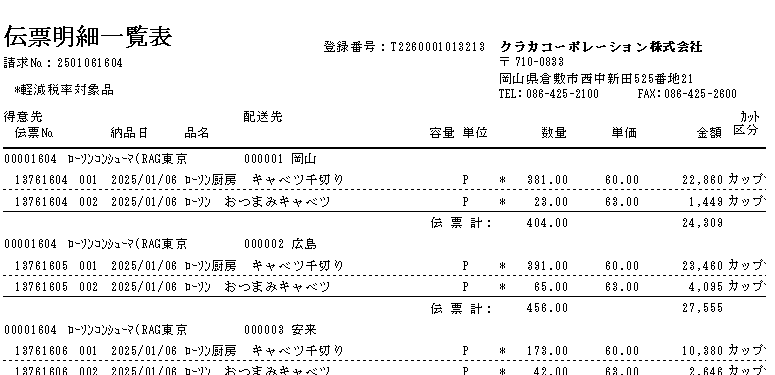 伝票明細一覧表
登録番号：T2260001013213 クラカコーポレーション株式会社
請求No.：2501061604 〒710-0833
岡山県倉敷市西中新田525番地21
*軽減税率対象品 TEL：086-425-2100 FAX：086-425-2600
得意先 配送先 ｶｯﾄ
伝票No. 納品日 品名 容量 単位 数量 単価 金額 区分
00001604 ﾛｰｿﾝｺﾝｼｭｰﾏ(RAG東京 000001 岡山
13761604 001 2025/01/06 ﾛｰｿﾝ厨房 キャベツ千切り P * 381.00 60.00 22,860 カップ
13761604 002 2025/01/06 ﾛｰｿﾝ おつまみキャベツ P * 23.00 63.00 1,449 カップ
伝 票 計： 404.00 24,309
00001604 ﾛｰｿﾝｺﾝｼｭｰﾏ(RAG東京 000002 広島
13761605 001 2025/01/06 ﾛｰｿﾝ厨房 キャベツ千切り P * 391.00 60.00 23,460 カップ
13761605 002 2025/01/06 ﾛｰｿﾝ おつまみキャベツ P * 65.00 63.00 4,095 カップ
伝 票 計： 456.00 27,555
00001604 ﾛｰｿﾝｺﾝｼｭｰﾏ(RAG東京 000003 安来
13761606 001 2025/01/06 ﾛｰｿﾝ厨房 キャベツ千切り P * 173.00 60.00 10,380 カップ
13761606 002 2025/01/06 ﾛｰｿﾝ おつまみキャベツ P * 42.00 63.00 2,646 カップ